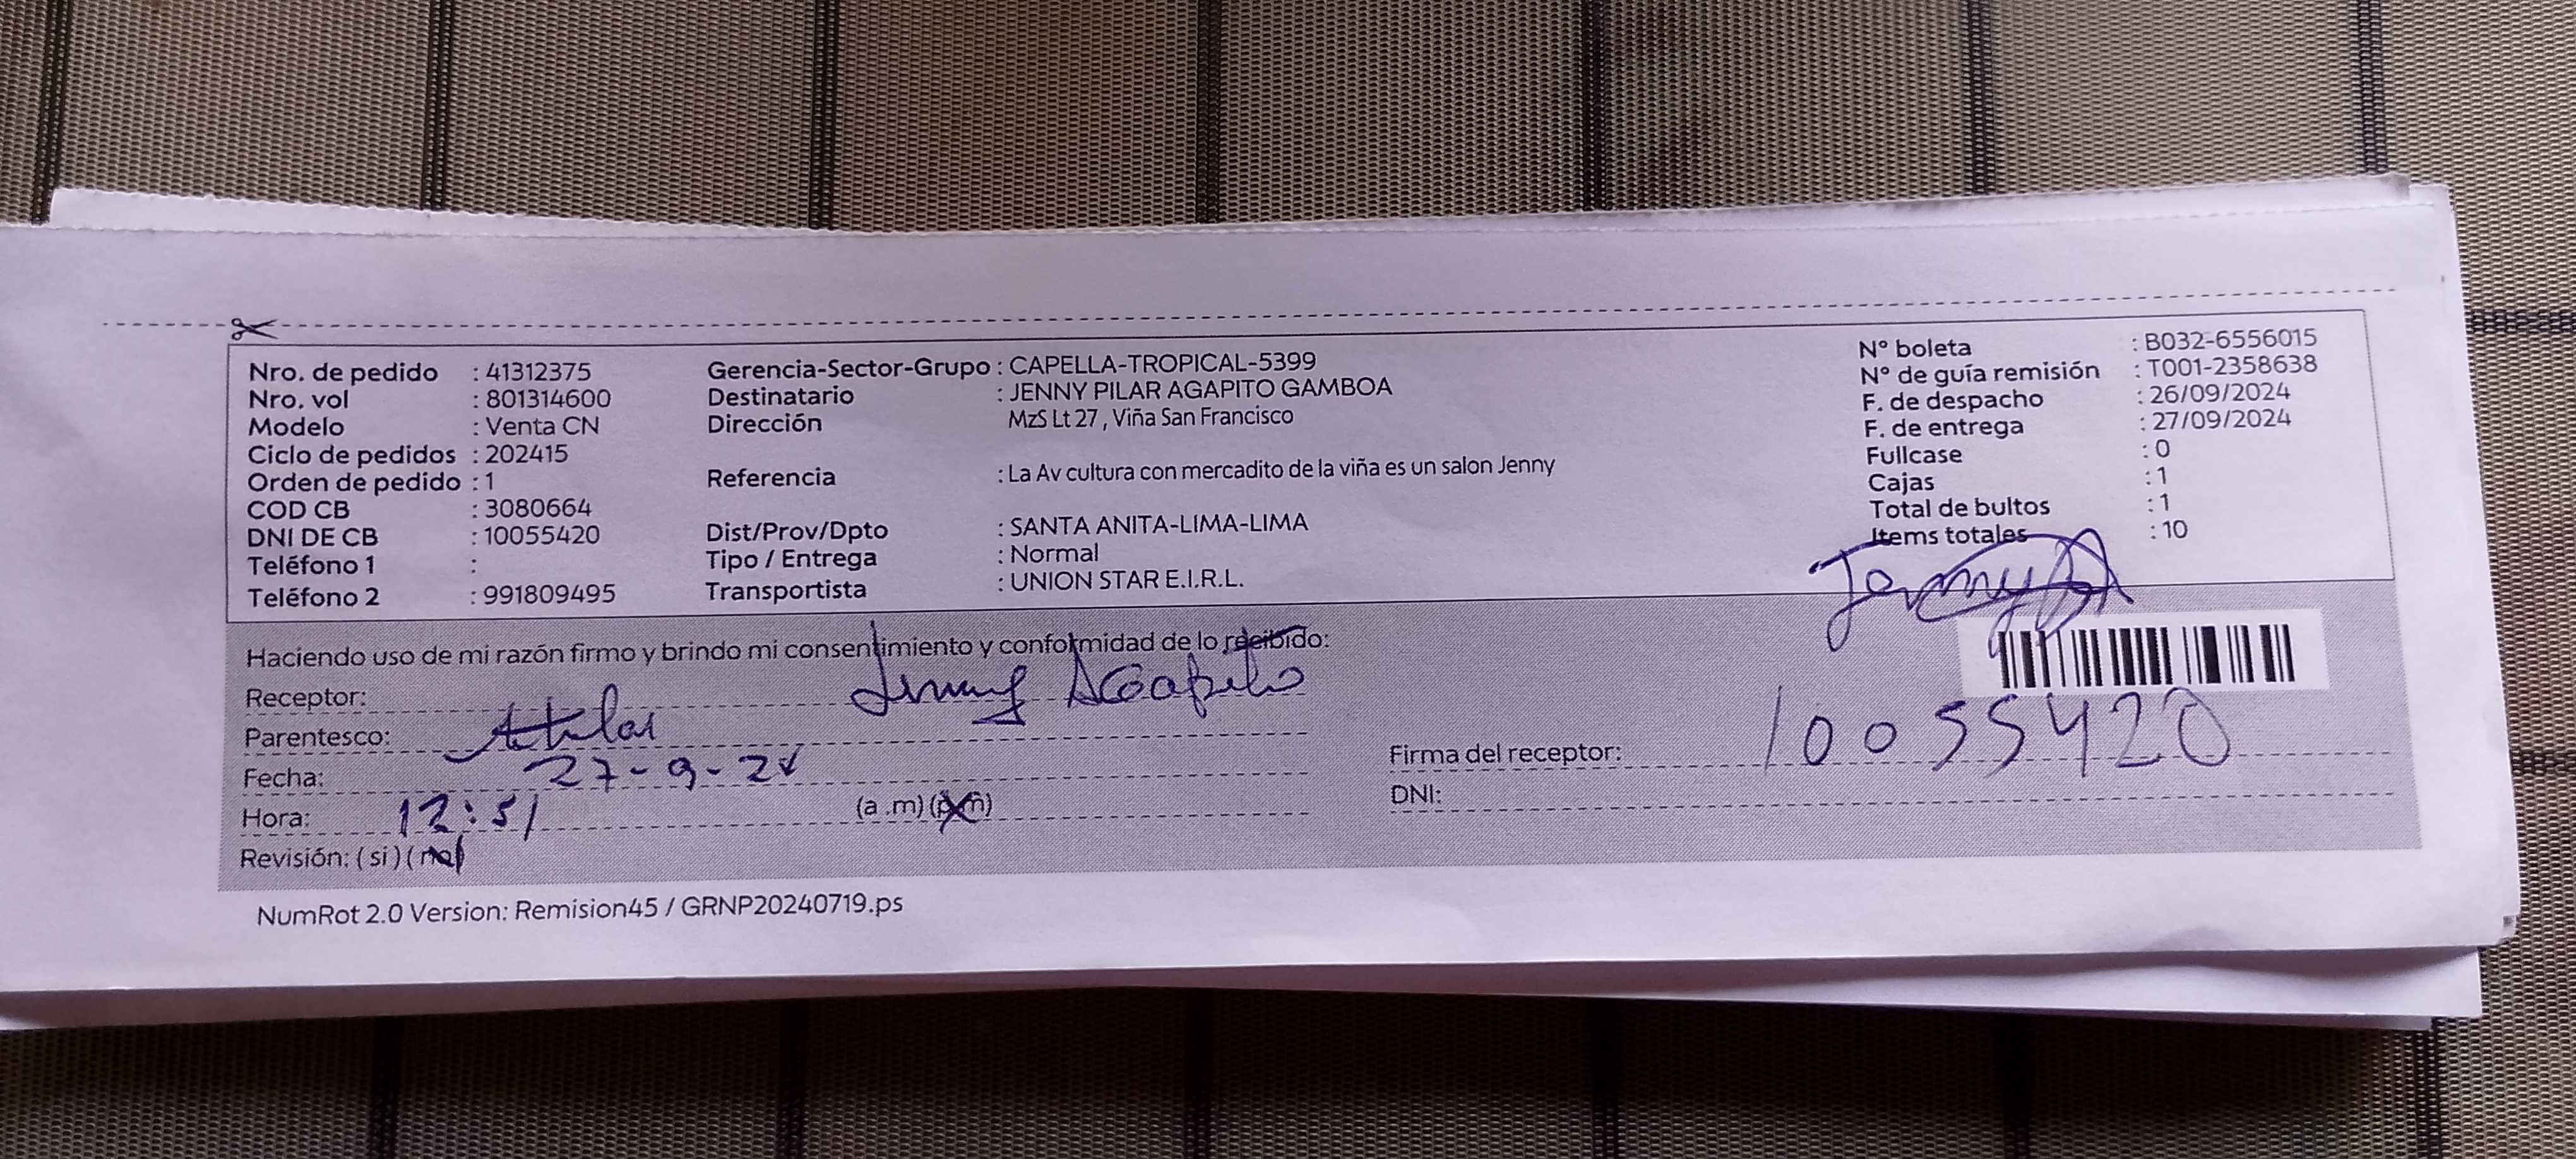 Nro. de pedido : 41312375
Nro. vol : 801314600
Modelo : Venta CN
Ciclo de pedidos : 202415
Orden de pedido : 1
COD CB : 3080664
DNI DE CB : 10055420
Teléfono 1 :
Teléfono 2 : 991809495
Gerencia-Sector-Grupo : CAPELLA-TROPICAL-5399
Destinatario : JENNY PILAR AGAPITO GAMBOA
Dirección MzS Lt 27 , Viña San Francisco
Referencia : La Av cultura con mercadito de la viña es un salon Jenny
Dist/Prov/Dpto : SANTA ANITA-LIMA-LIMA
Tipo / Entrega : Normal
Transportista : UNION STAR E.I.R.L.
N° boleta : B032-6556015
N° de guía remisión : T001-2358638
F. de despacho : 26/09/2024
F. de entrega : 27/09/2024
Fullcase : 0
Cajas : 1
Total de bultos : 1
Items totales : 10
Haciendo uso de mi razón firmo y brindo mi consentimiento y conformidad de lo recibido:
Receptor: Jenny Agapito
Parentesco:
Fecha: 27-9-24
Hora: 12:51 (a .m) (p.m)
Revisión: ( si ) ( no )
Jenny
Firma del receptor: 10055420
DNI:
NumRot 2.0 Version: Remision45 / GRNP20240719.ps